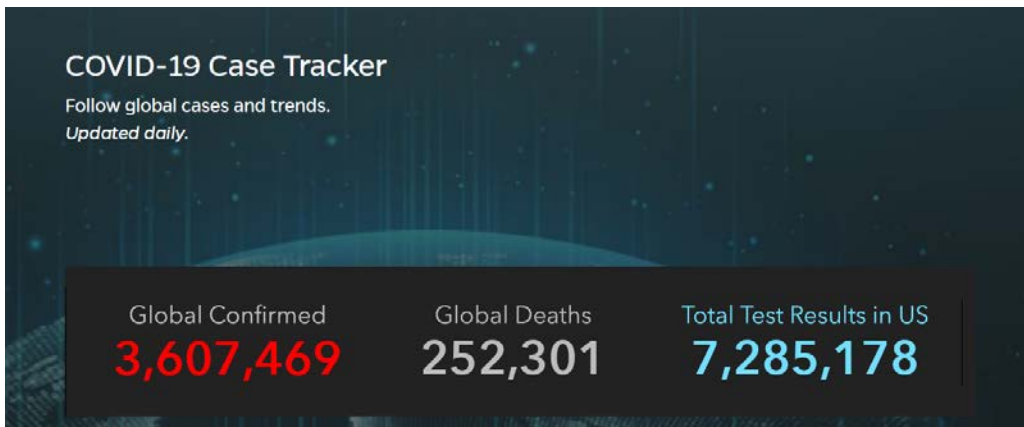 COVID-19 Case Tracker
Follow global cases and trends.
Updated daily.
Global Confirmed
3,607,469
Global Deaths
252,301
Total Test Results in US
7,285,178